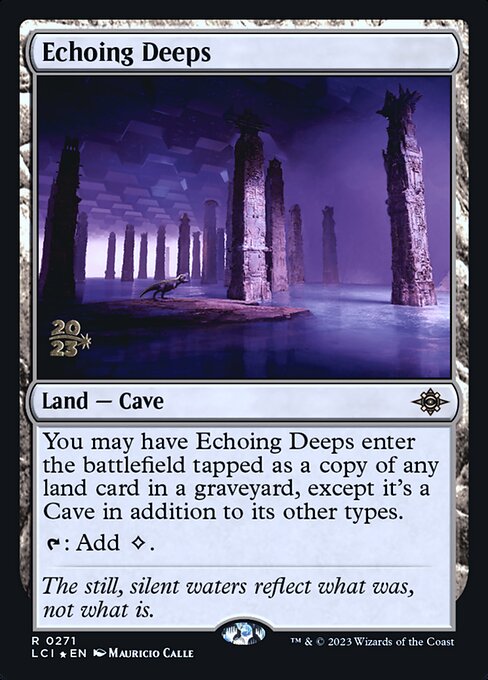 Echoing Deeps
20
23
Land — Cave
You may have Echoing Deeps enter
the battlefield tapped as a copy of any
land card in a graveyard, except it's a
Cave in addition to its other types.
: Add .
The still, silent waters reflect what was,
not what is.
R 0271
LCI ★ EN Mauricio Calle
™ & © 2023 Wizards of the Coast